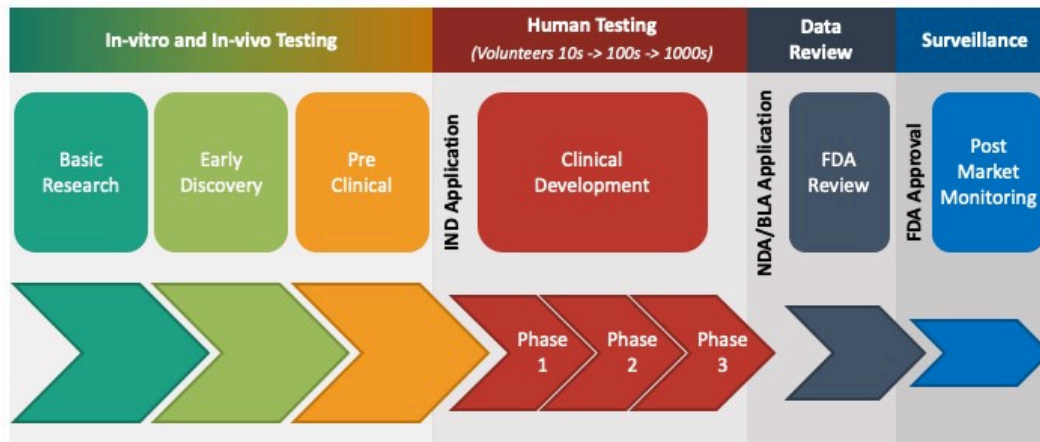 In-vitro and In-vivo Testing
Human Testing
(Volunteers 10s -> 100s -> 1000s)
Data
Review
Surveillance
Basic
Research
Early
Discovery
Pre
Clinical
IND Application
Clinical
Development
NDA/BLA Application
FDA
Review
FDA Approval
Post
Market
Monitoring
Phase
1
Phase
2
Phase
3